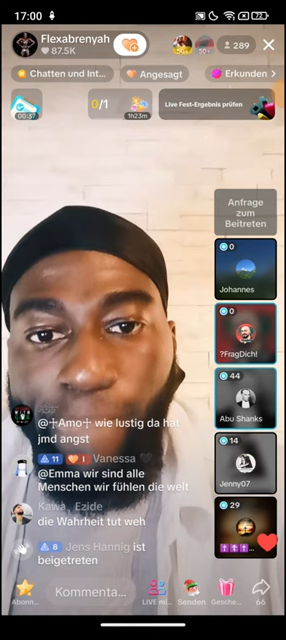 17:00
72
Flexabrenyah
87.5K
50+
289
Chatten und Int...
Angesagt
Erkunden
00:37
0/1
1h23m
Live Fest-Ergebnis prüfen
Anfrage
zum
Beitreten
0
Johannes
0
?FragDich!
44
Abu Shanks
14
Jenny07
29
@☥Amo☥ wie lustig da hat
jmd angst
11 1 Vanessa
@Emma wir sind alle
Menschen wir fühlen die welt
Kawa_Ezide
die Wahrheit tut weh
8 Jens Hannig ist
beigetreten
Abonn...
Kommenta...
LIVE mi...
Senden
Gesche...
66